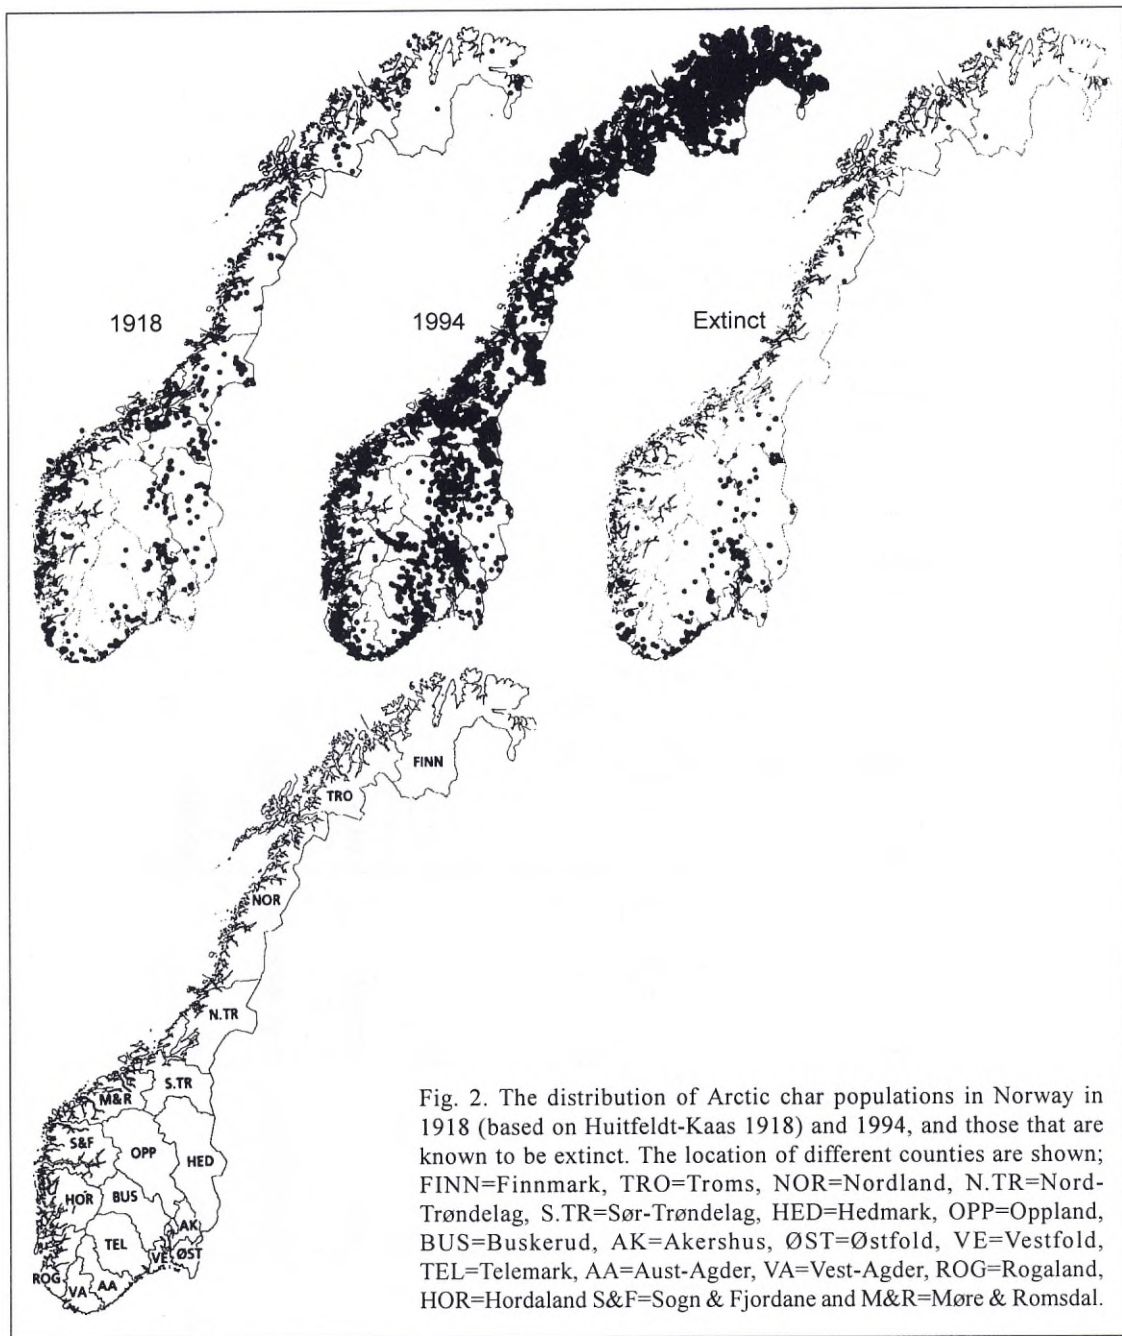 1918
1994
Extinct
FINN
TRO
NOR
N.TR
S.TR
M&R
S&F
OPP
HED
HOR
BUS
AK
TEL
VE
ØST
ROG
VA
AA
Fig. 2. The distribution of Arctic char populations in Norway in
1918 (based on Huitfeldt-Kaas 1918) and 1994, and those that are
known to be extinct. The location of different counties are shown;
FINN=Finnmark, TRO=Troms, NOR=Nordland, N.TR=Nord-
Trøndelag, S.TR=Sør-Trøndelag, HED=Hedmark, OPP=Oppland,
BUS=Buskerud, AK=Akershus, ØST=Østfold, VE=Vestfold,
TEL=Telemark, AA=Aust-Agder, VA=Vest-Agder, ROG=Rogaland,
HOR=Hordaland S&F=Sogn & Fjordane and M&R=Møre & Romsdal.